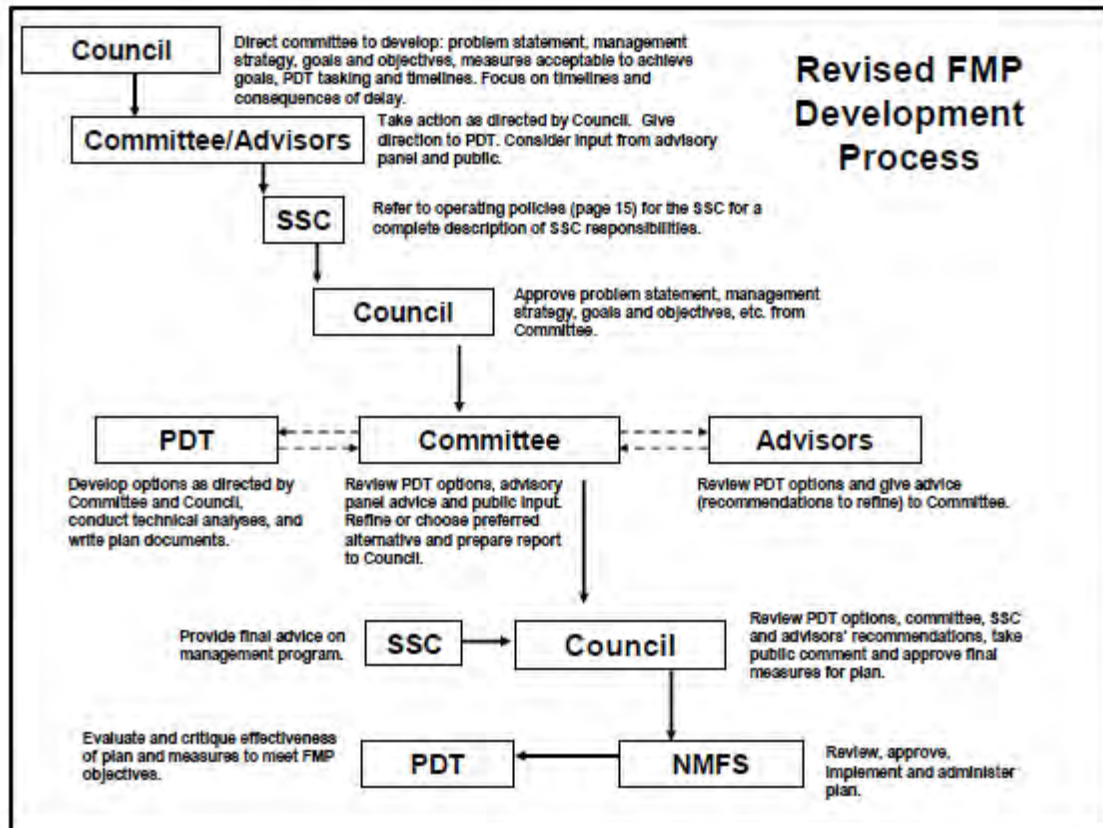 Revised FMP
Development
Process
Council
Direct committee to develop: problem statement, management
strategy, goals and objectives, measures acceptable to achieve
goals, PDT tasking and timelines. Focus on timelines and
consequences of delay.
Committee/Advisors
Take action as directed by Council. Give
direction to PDT. Consider input from advisory
panel and public.
SSC
Refer to operating policies (page 15) for the SSC for a
complete description of SSC responsibilities.
Council
Approve problem statement, management
strategy, goals and objectives, etc. from
Committee.
PDT
Develop options as directed by
Committee and Council,
conduct technical analyses, and
write plan documents.
Committee
Review PDT options, advisory
panel advice and public input.
Refine or choose preferred
alternative and prepare report
to Council.
Advisors
Review PDT options and give advice
(recommendations to refine) to Committee.
Provide final advice on
management program.
SSC
Council
Review PDT options, committee, SSC
and advisors' recommendations, take
public comment and approve final
measures for plan.
Evaluate and critique effectiveness
of plan and measures to meet FMP
objectives.
PDT
NMFS
Review, approve,
implement and administer
plan.